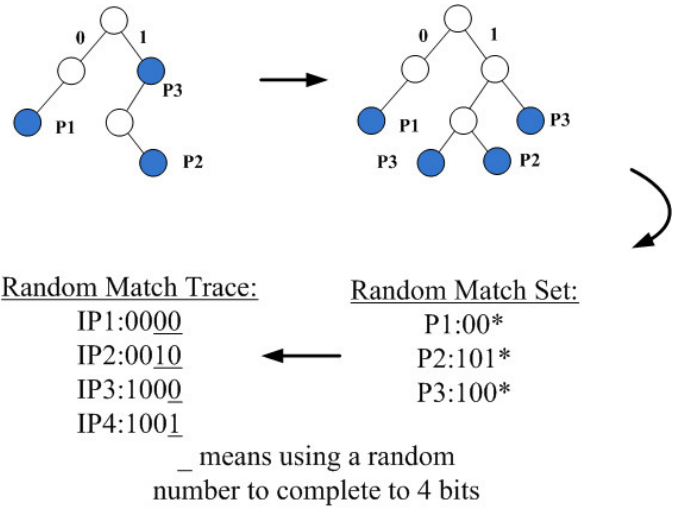 0 1
0 1
P3
P1
P2
P1
P3
P3
P2
Random Match Trace:
IP1:0000
IP2:0010
IP3:1000
IP4:1001
Random Match Set:
P1:00*
P2:101*
P3:100*
_ means using a random
number to complete to 4 bits